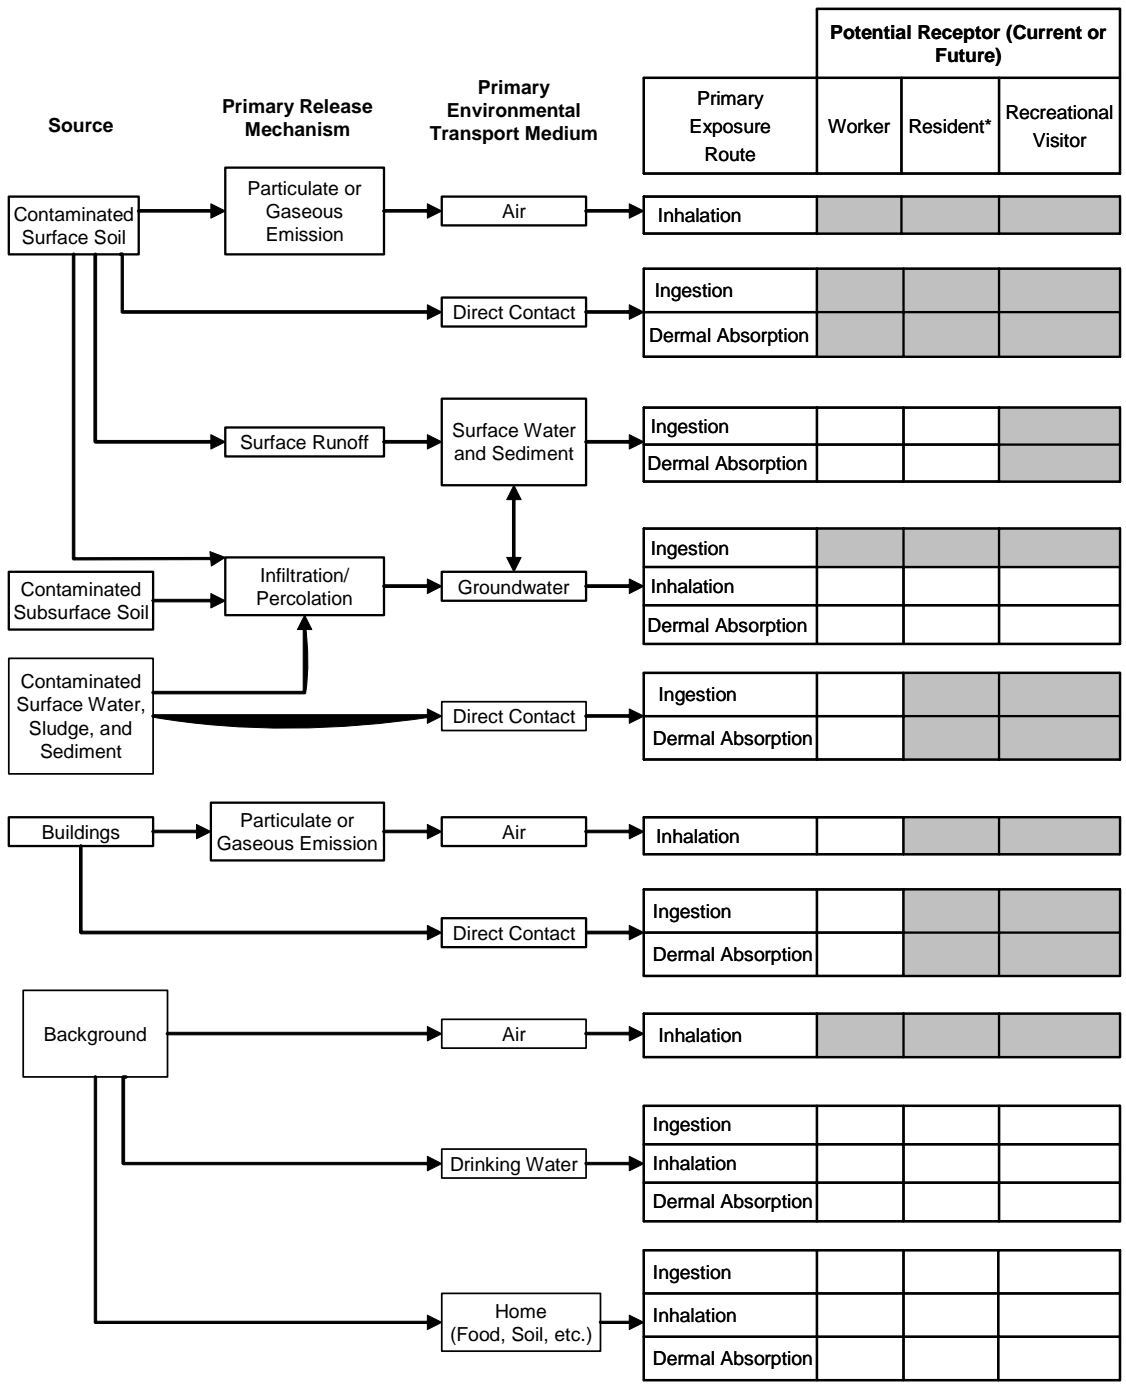 Potential Receptor (Current or
Future)
Source
Primary Release
Mechanism
Primary
Environmental
Transport Medium
Primary
Exposure
Route
Worker
Resident*
Recreational
Visitor
Contaminated
Surface Soil
Particulate or
Gaseous
Emission
Air
Inhalation
Direct Contact
Ingestion
Dermal Absorption
Surface Runoff
Surface Water
and Sediment
Ingestion
Dermal Absorption
Contaminated
Subsurface Soil
Infiltration/
Percolation
Groundwater
Ingestion
Inhalation
Dermal Absorption
Contaminated
Surface Water,
Sludge, and
Sediment
Direct Contact
Ingestion
Dermal Absorption
Buildings
Particulate or
Gaseous Emission
Air
Inhalation
Direct Contact
Ingestion
Dermal Absorption
Background
Air
Inhalation
Drinking Water
Ingestion
Inhalation
Dermal Absorption
Home
(Food, Soil, etc.)
Ingestion
Inhalation
Dermal Absorption